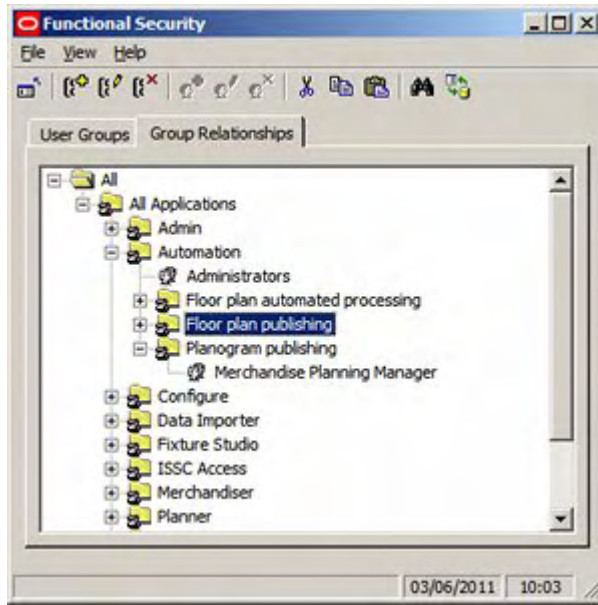 Functional Security
File View Help
User Groups Group Relationships
All
All Applications
Admin
Automation
Administrators
Floor plan automated processing
Floor plan publishing
Planogram publishing
Merchandise Planning Manager
Configure
Data Importer
Fixture Studio
ISSC Access
Merchandiser
Planner
03/06/2011 10:03